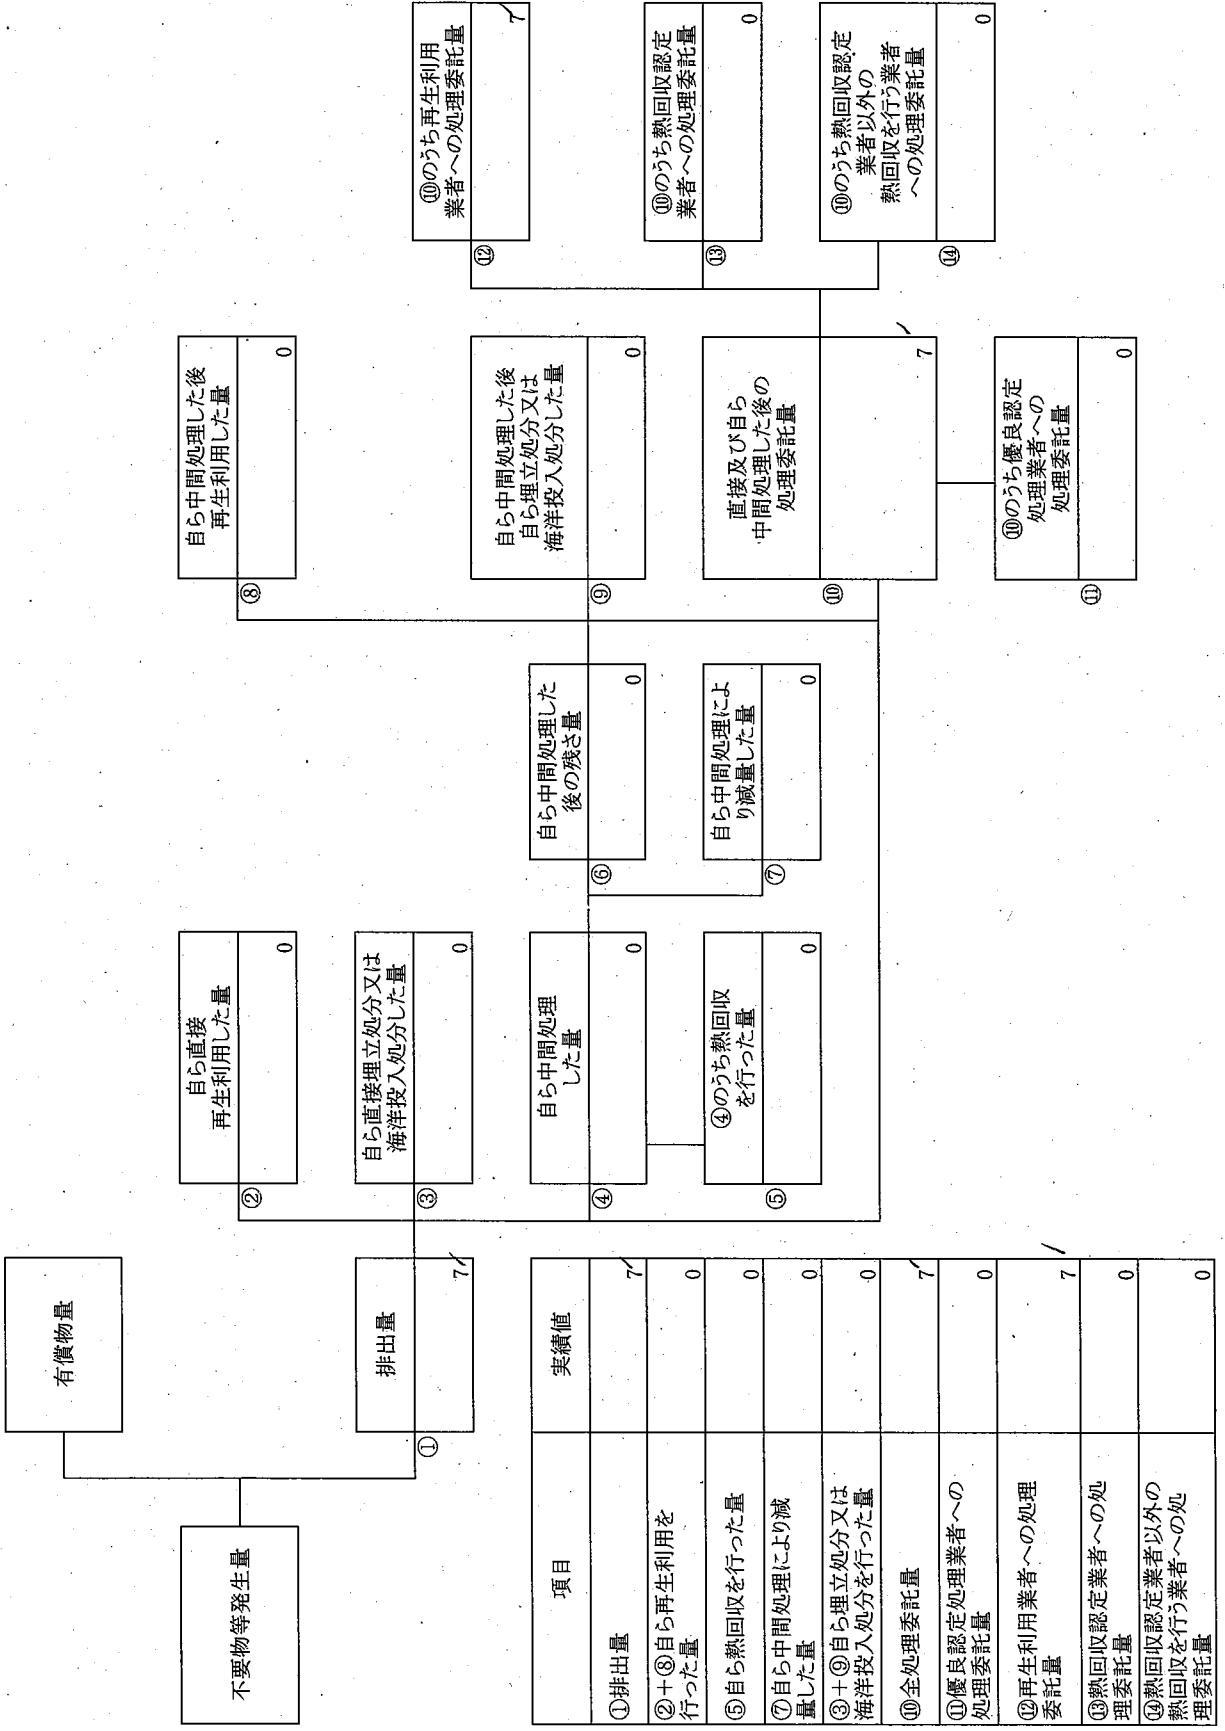 有償物量
不要物等発生量
排出量
①
7
自ら直接
再生利用した量
②
0
自ら直接埋立処分又は
海洋投入処分した量
③
0
自ら中間処理
した量
④
0
④のうち熱回収
を行った量
⑤
0
自ら中間処理した
後の残さ量
⑥
0
自ら中間処理によ
り減量した量
⑦
0
自ら中間処理した後
再生利用した量
⑧
0
自ら中間処理した後
自ら埋立処分又は
海洋投入処分した量
⑨
0
直接及び自ら
中間処理した後の
処理委託量
⑩
7
⑩のうち優良認定
処理業者への
処理委託量
⑪
0
⑩のうち再生利用
業者への処理委託量
⑫
7
⑩のうち熱回収認定
業者への処理委託量
⑬
0
⑩のうち熱回収認定
業者以外の
熱回収を行う業者
への処理委託量
⑭
0
項目 実績値
①排出量 7
②+⑧自ら再生利用を
行った量 0
⑤自ら熱回収を行った量 0
⑦自ら中間処理により減
量した量 0
③+⑨自ら埋立処分又は
海洋投入処分を行った量 0
⑩全処理委託量 7
⑪優良認定処理業者への
処理委託量 0
⑫再生利用業者への処理
委託量 7
⑬熱回収認定業者への処
理委託量 0
⑭熱回収認定業者以外の
熱回収を行う業者への処
理委託量 0